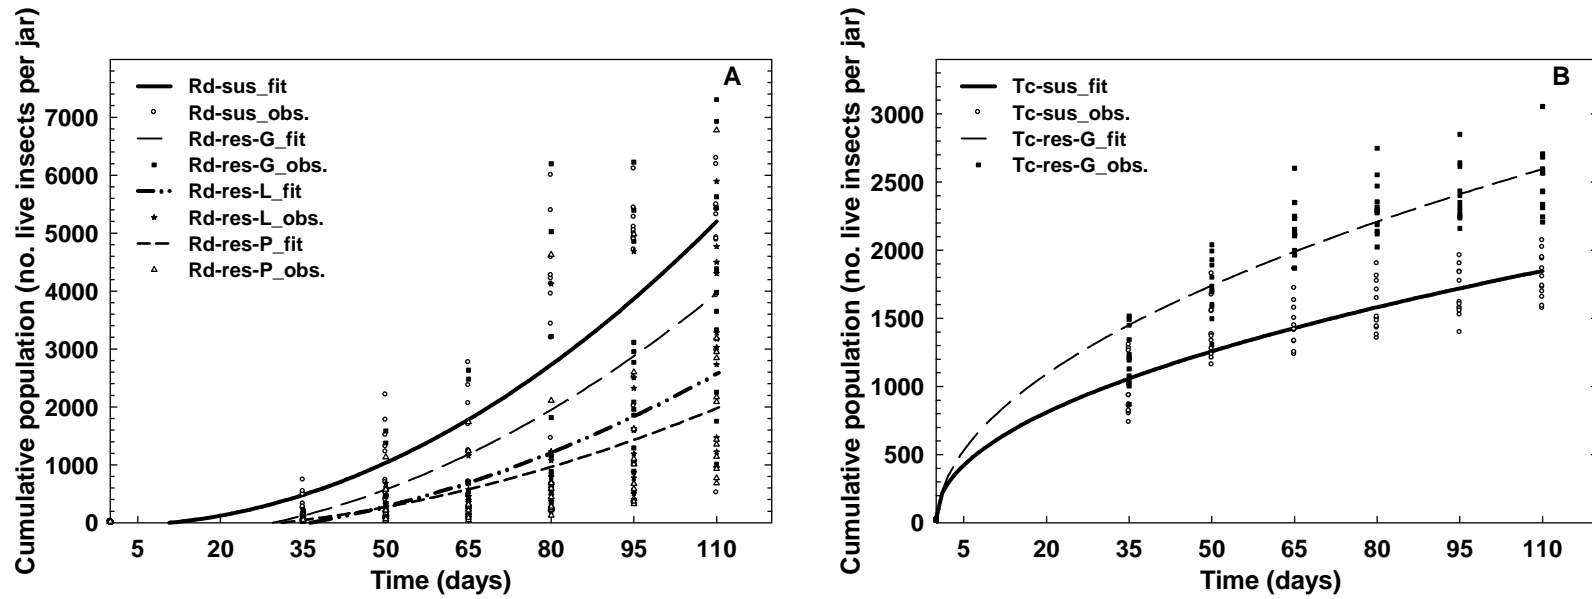 Cumulative population (no. live insects per jar)
A
Rd-sus_fit
Rd-sus_obs.
Rd-res-G_fit
Rd-res-G_obs.
Rd-res-L_fit
Rd-res-L_obs.
Rd-res-P_fit
Rd-res-P_obs.
7000
6000
5000
4000
3000
2000
1000
0
5 20 35 50 65 80 95 110
Time (days)
Cumulative population (no. live insects per jar)
B
Tc-sus_fit
Tc-sus_obs.
Tc-res-G_fit
Tc-res-G_obs.
3000
2500
2000
1500
1000
500
0
5 20 35 50 65 80 95 110
Time (days)